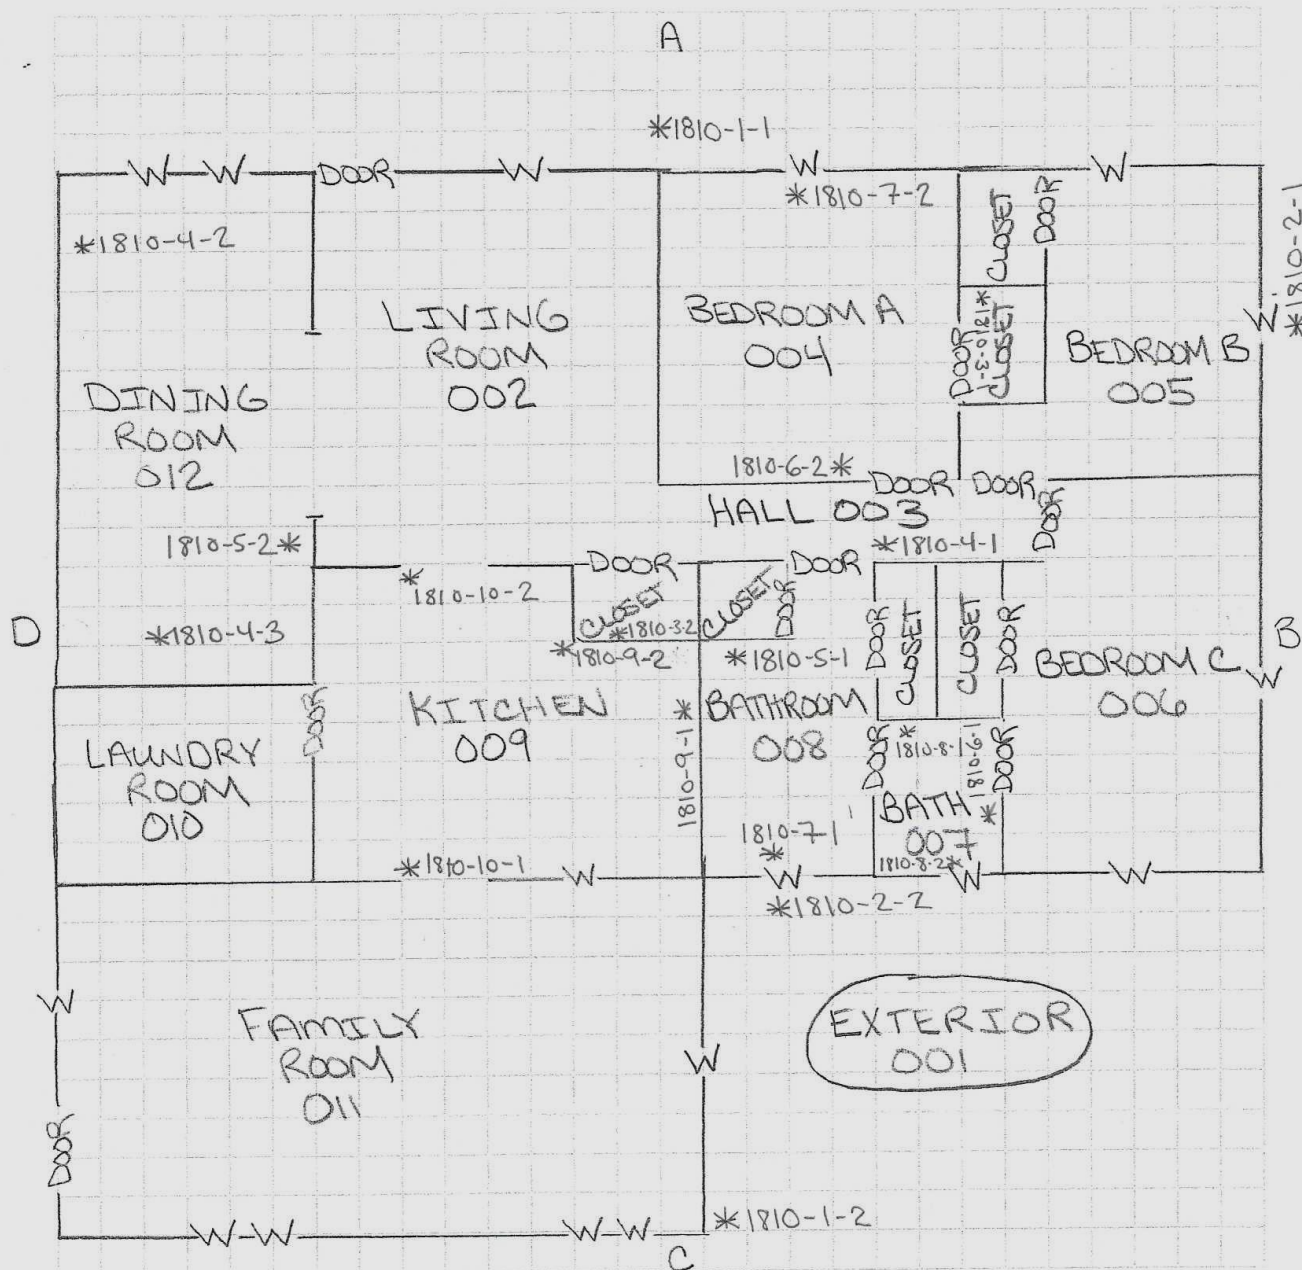 A
*1810-1-1
W W DOOR W W W
*1810-7-2
*1810-4-2
CLOSET
DOOR
*1810-2-1
LIVING
ROOM
002
BEDROOM A
004
DOOR
*1810-3-
CLOSET
W
BEDROOM B
005
DINING
ROOM
012
1810-6-2*
DOOR DOOR
HALL 003
DOOR
1810-5-2*
*1810-4-1
DOOR
DOOR
*1810-10-2
CLOSET
*1810-3-2
CLOSET
DOOR
DOOR
CLOSET
CLOSET
DOOR
D
*1810-4-3
*1810-9-2
*1810-5-1
B
BEDROOM C
006
W
KITCHEN
009
*1810-9-1
BATHROOM
008
DOOR
LAUNDRY
ROOM
010
DOOR
*1810-8-1
1810-6-1*
DOOR
BATH
007
1810-7-1
*
1810-8-2*
*1810-10-1
W W W W
*1810-2-2
W
FAMILY
ROOM
011
EXTERIOR
001
W
DOOR
*1810-1-2
W W W W
C